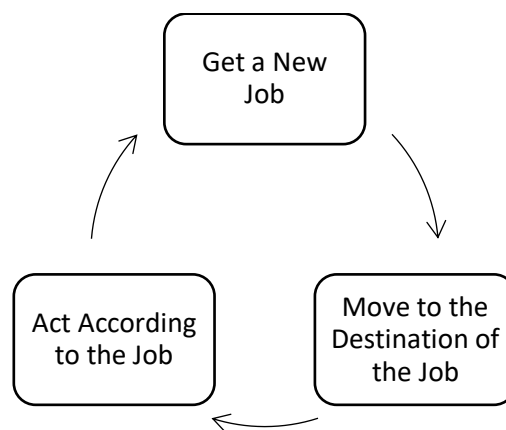 Get a New
Job
Move to the
Destination of
the Job
Act According
to the Job